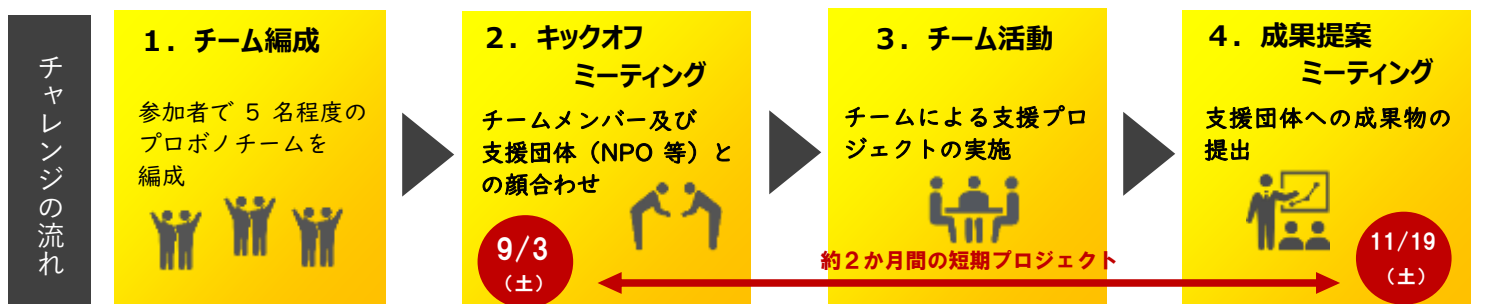 チャレンジの流れ
1．チーム編成
参加者で 5 名程度の
プロボノチームを
編成
2．キックオフ
ミーティング
チームメンバー及び
支援団体（NPO 等）と
の顔合わせ
9/3
（土）
3．チーム活動
チームによる支援プロ
ジェクトの実施
約２か月間の短期プロジェクト
4．成果提案
ミーティング
支援団体への成果物の
提出
11/19
（土）